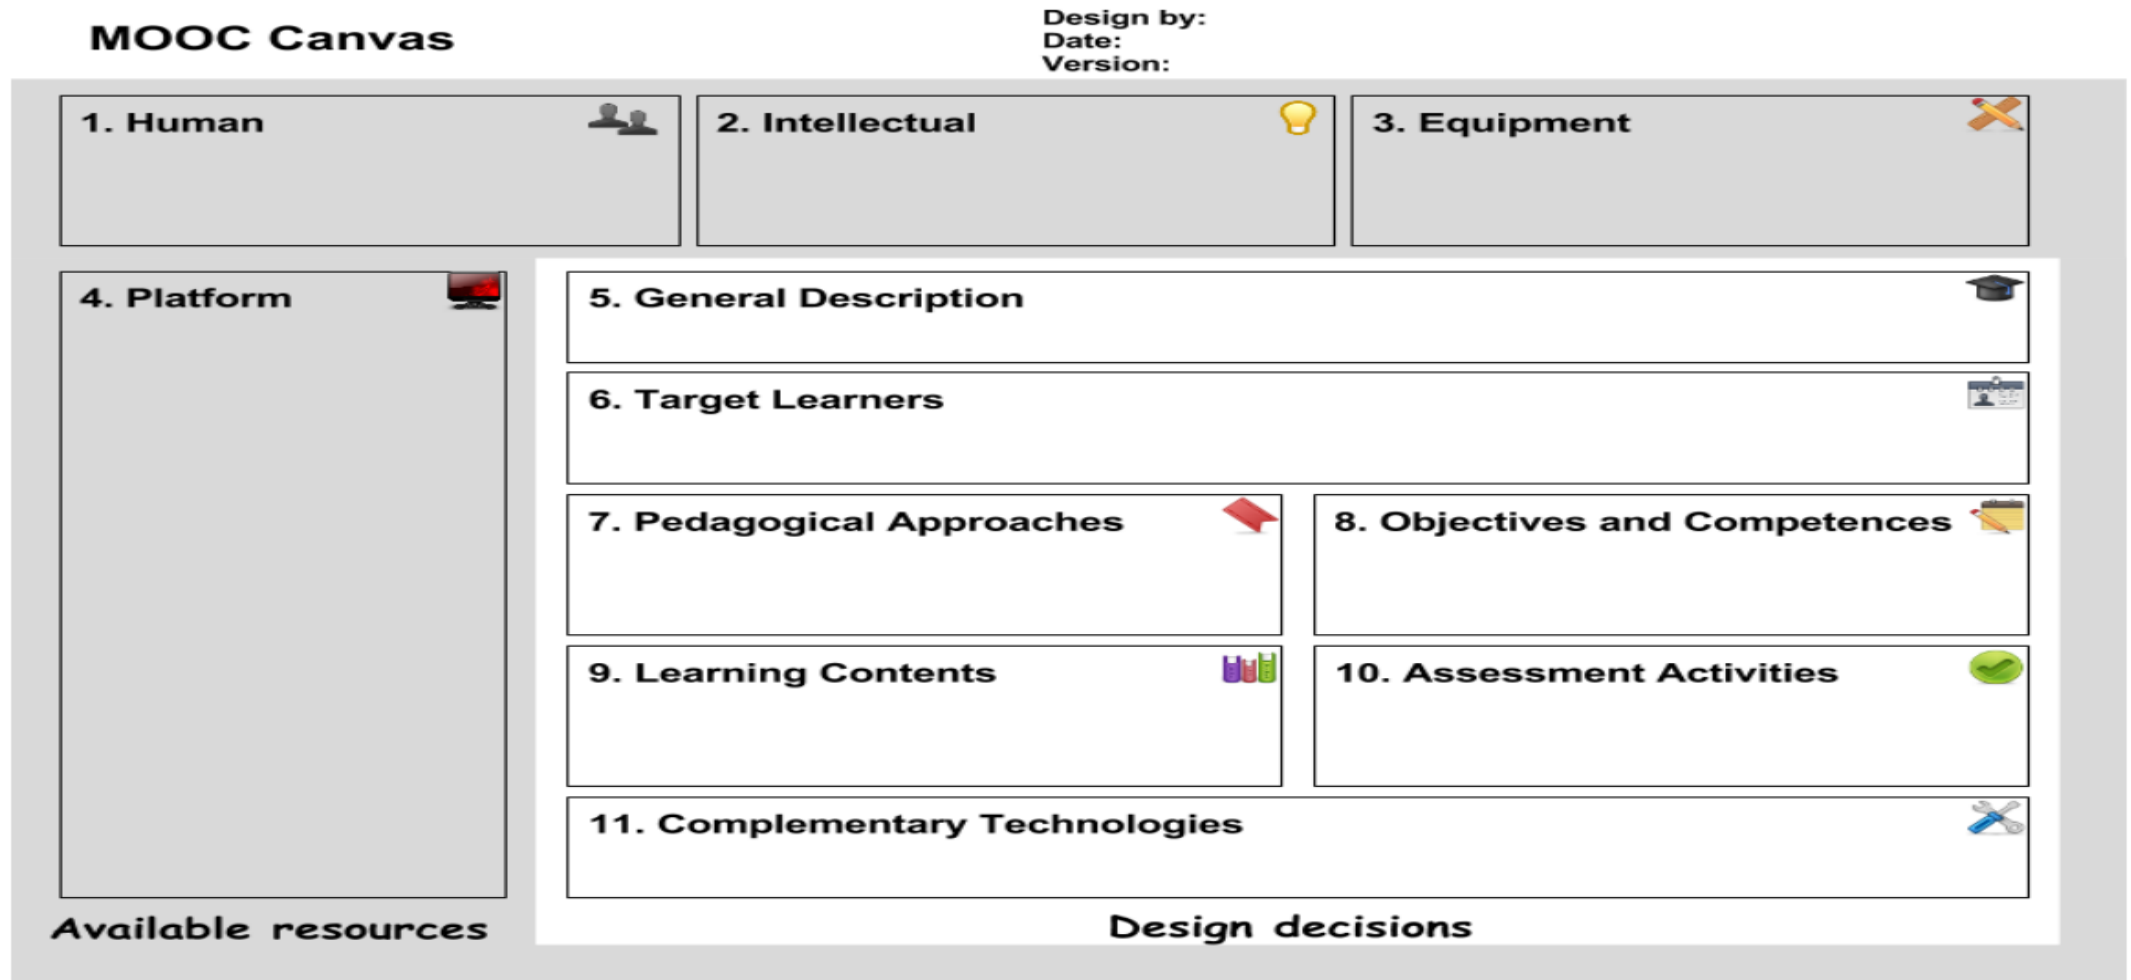 MOOC Canvas
Design by:
Date:
Version:
1. Human
2. Intellectual
3. Equipment
4. Platform
5. General Description
6. Target Learners
7. Pedagogical Approaches
8. Objectives and Competences
9. Learning Contents
10. Assessment Activities
11. Complementary Technologies
Available resources
Design decisions